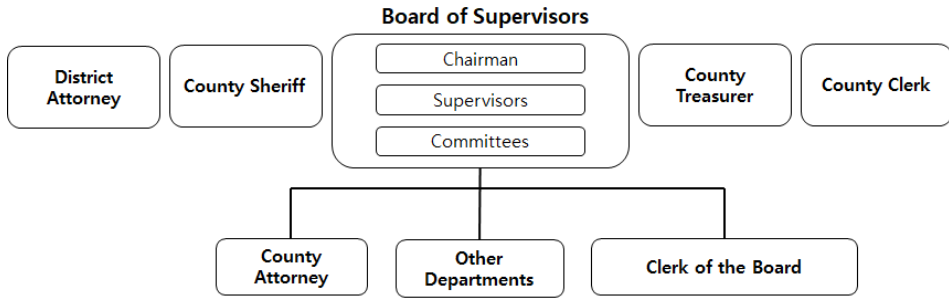 Board of Supervisors
District
Attorney
County Sheriff
Chairman
Supervisors
Committees
County
Treasurer
County Clerk
County
Attorney
Other
Departments
Clerk of the Board